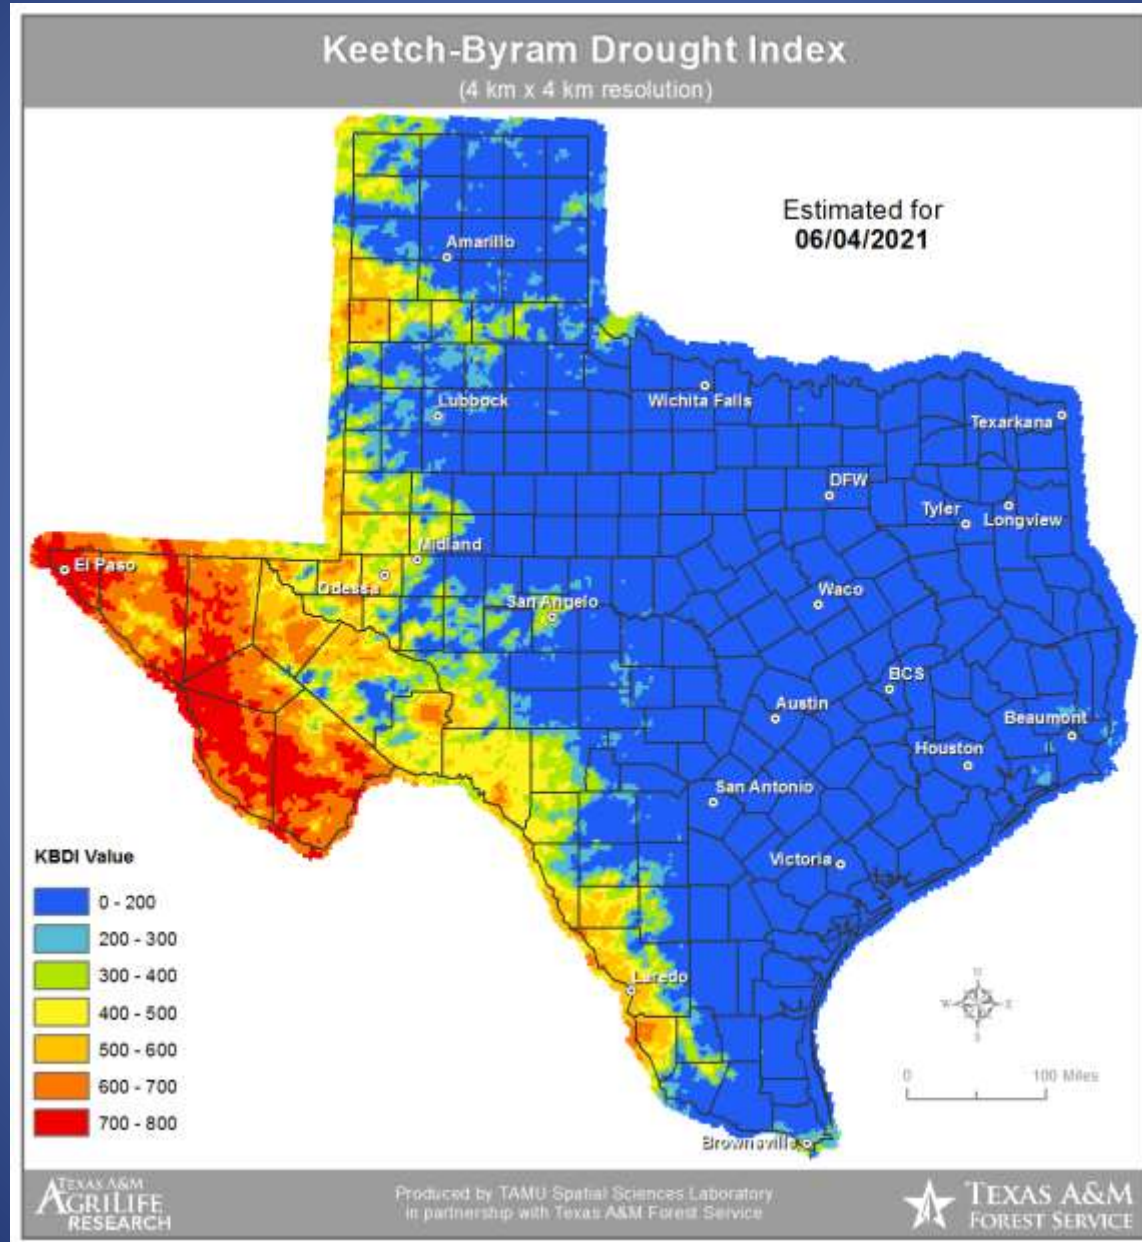 Keetch-Byram Drought Index
(4 km x 4 km resolution)
Estimated for
06/04/2021
Amarillo
Lubbock
Wichita Falls
Texarkana
DFW
Tyler
Longview
Midland
El Paso
Odessa
San Angelo
Waco
BCS
Austin
Beaumont
Houston
San Antonio
Victoria
KBDI Value
0 - 200
200 - 300
300 - 400
400 - 500
500 - 600
600 - 700
700 - 800
Laredo
N
W E
S
0 100 Miles
Brownsville
TEXAS A&M
AGRILIFE
RESEARCH
Produced by TAMU Spatial Sciences Laboratory
in partnership with Texas A&M Forest Service
TEXAS A&M
FOREST SERVICE